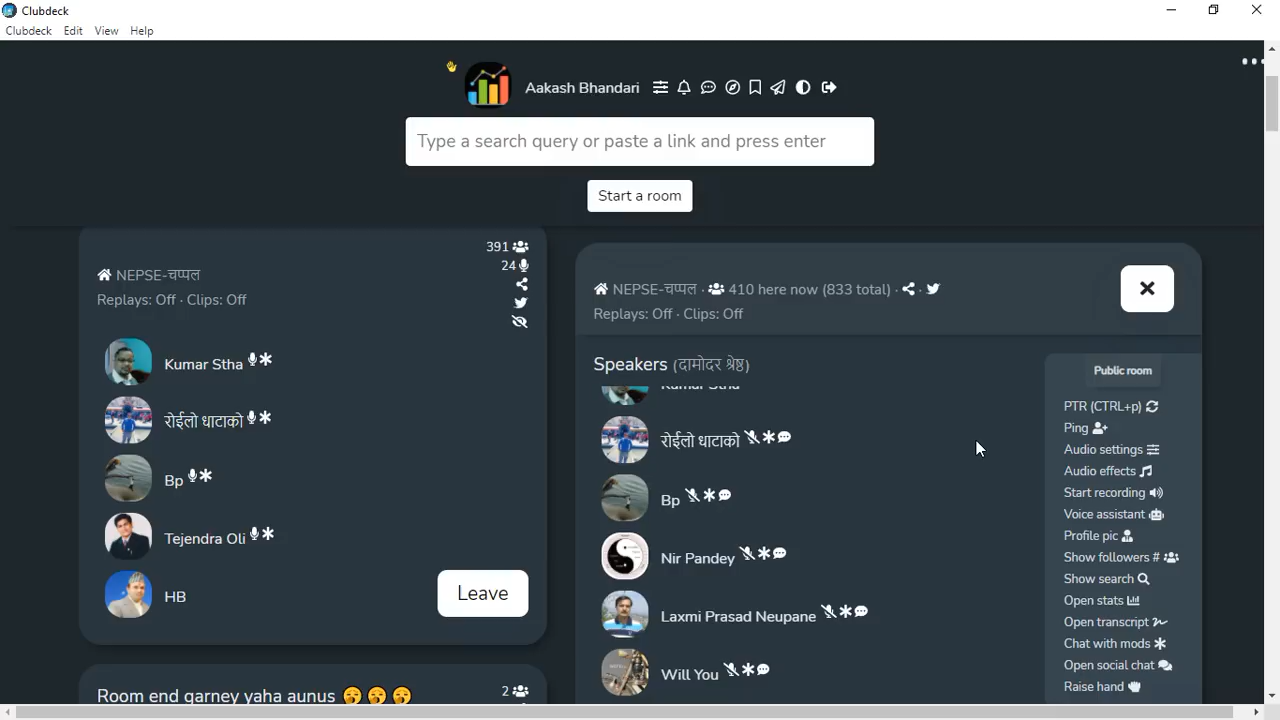 Clubdeck
Clubdeck Edit View Help
Aakash Bhandari
Type a search query or paste a link and press enter
Start a room
391
24
NEPSE-चप्पल
Replays: Off · Clips: Off
Kumar Stha
रोईलो धाटाको
Bp
Tejendra Oli
HB
Leave
Room end garney yaha aunus
2
NEPSE-चप्पल · 410 here now (833 total) ·
Replays: Off · Clips: Off
Speakers (दामोदर श्रेष्ठ)
Kumar Stha
रोईलो धाटाको
Bp
Nir Pandey
Laxmi Prasad Neupane
Will You
Public room
PTR (CTRL+p)
Ping
Audio settings
Audio effects
Start recording
Voice assistant
Profile pic
Show followers #
Show search
Open stats
Open transcript
Chat with mods
Open social chat
Raise hand